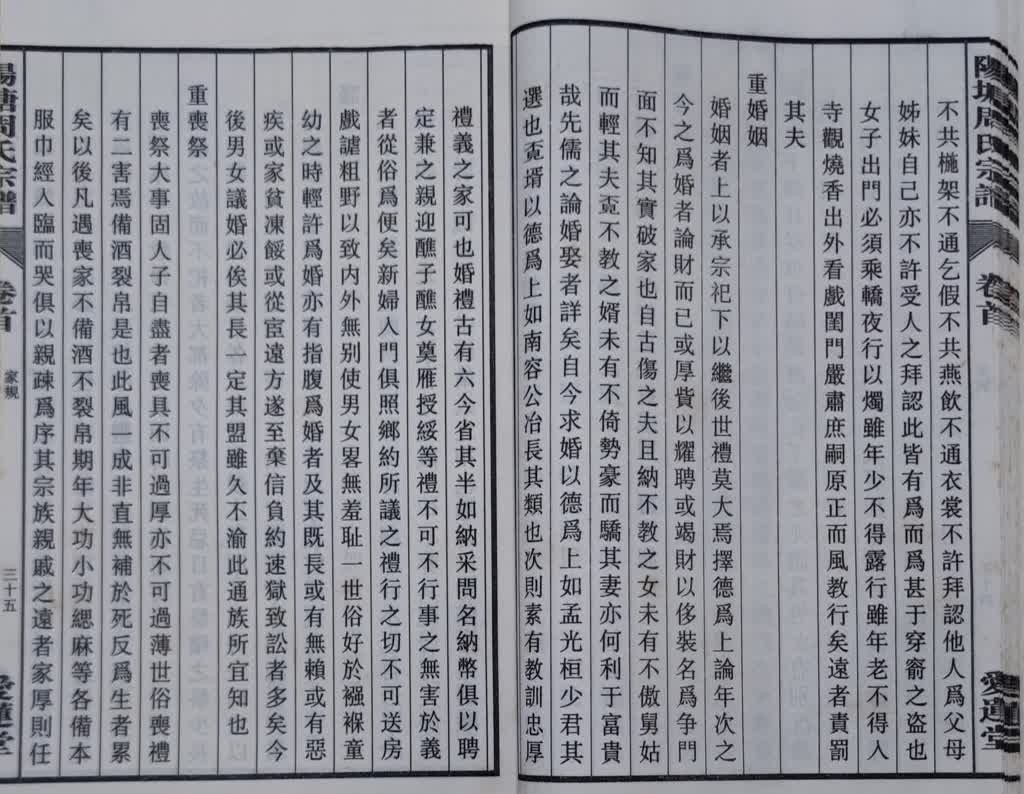 陽塘周氏宗譜
卷首
愛蓮堂
不共椸架不通乞假不共燕飲不通衣裳不許拜認他人爲父母
姊妹自己亦不許受人之拜認此皆有爲而爲甚于穿窬之盗也
女子出門必須乘轎夜行以燭雖年少不得露行雖年老不得入
寺觀燒香出外看戲閨門嚴肅庶嗣原正而風教行矣遠者責罰
其夫
重婚姻
婚姻者上以承宗祀下以繼後世禮莫大焉擇德爲上論年次之
今之爲婚者論財而已或厚貲以耀聘或竭財以侈裝名爲争門
面不知其實破家也自古傷之夫且納不教之女未有不傲舅姑
而輕其夫者不教之婿未有不倚勢豪而驕其妻亦何利于富貴
哉先儒之論婚娶者詳矣自今求婚以德爲上如孟光桓少君其
選也亟壻以德爲上如南容公冶長其類也次則素有教訓忠厚
禮義之家可也婚禮古有六今省其半如納采問名納幣俱以聘
定兼之親迎醮子醮女奠雁授綏等禮不可不行事之無害於義
者從俗爲便矣新婦人門俱照鄉約所議之禮行之切不可送房
戲謔粗野以致内外無别使男女畧無羞耻一世俗好於襁褓童
幼之時輕許爲婚亦有指腹爲婚者及其既長或有無賴或有惡
疾或家貧凍餒或從宦遠方遂至棄信負約速獄致訟者多矣今
後男女議婚必俟其長一定其盟雖久不渝此通族所宜知也
重喪祭
喪祭大事固人子自盡者喪具不可過厚亦不可過薄世俗喪禮
有二害焉備酒裂帛是也此風一成非直無補於死反爲生者累
矣以後凡遇喪家不備酒不裂帛期年大功小功緦麻等各備本
服巾經人臨而哭俱以親疎爲序其宗族親戚之遠者家厚則任
陽塘周氏宗譜
卷首
家規
三十五
愛蓮堂